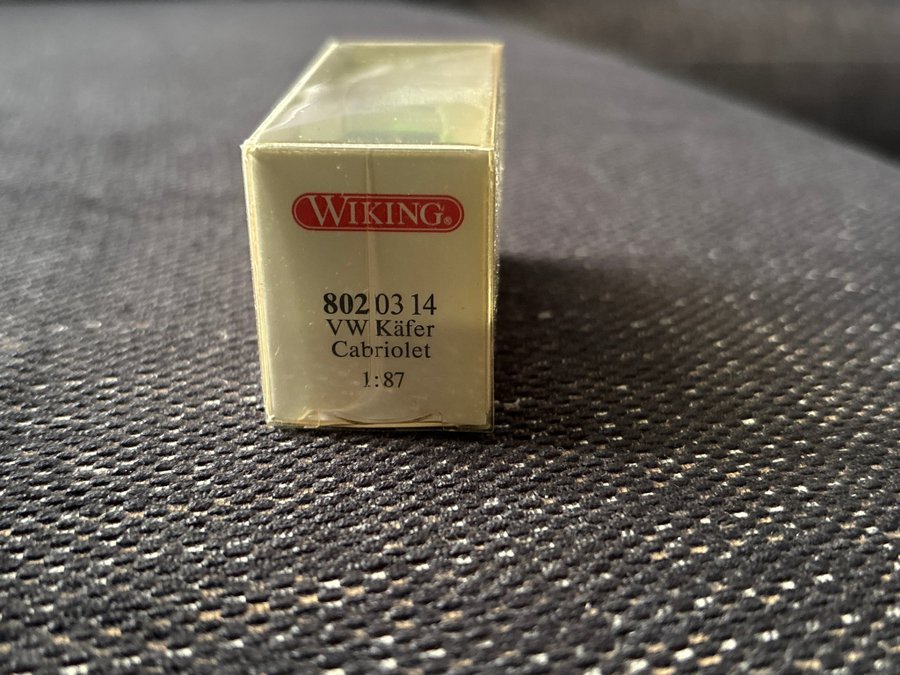 WIKING®
802 03 14
VW Käfer
Cabriolet
1:87